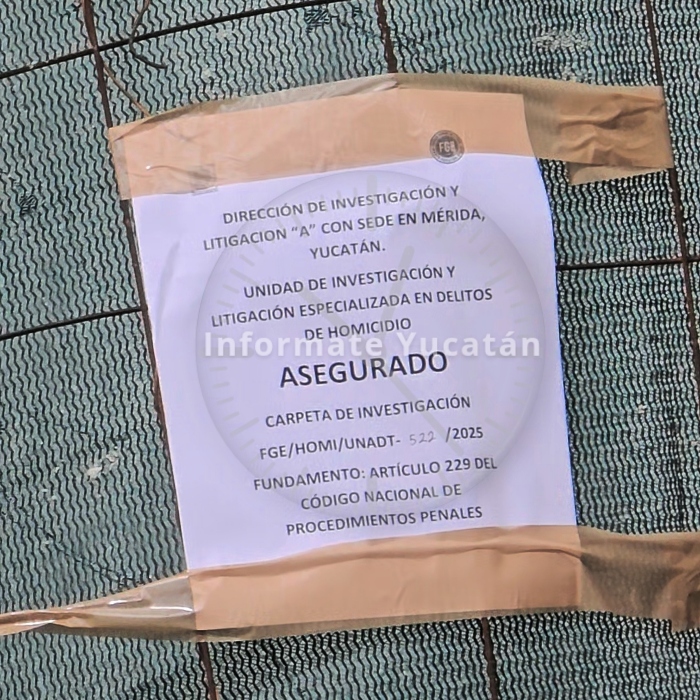 FGE
DIRECCIÓN DE INVESTIGACIÓN Y
LITIGACION "A" CON SEDE EN MÉRIDA,
YUCATÁN.
UNIDAD DE INVESTIGACIÓN Y
LITIGACIÓN ESPECIALIZADA EN DELITOS
DE HOMICIDIO
Informate Yucatán
ASEGURADO
CARPETA DE INVESTIGACIÓN
FGE/HOMI/UNADT- 522 /2025
FUNDAMENTO: ARTÍCULO 229 DEL
CÓDIGO NACIONAL DE
PROCEDIMIENTOS PENALES